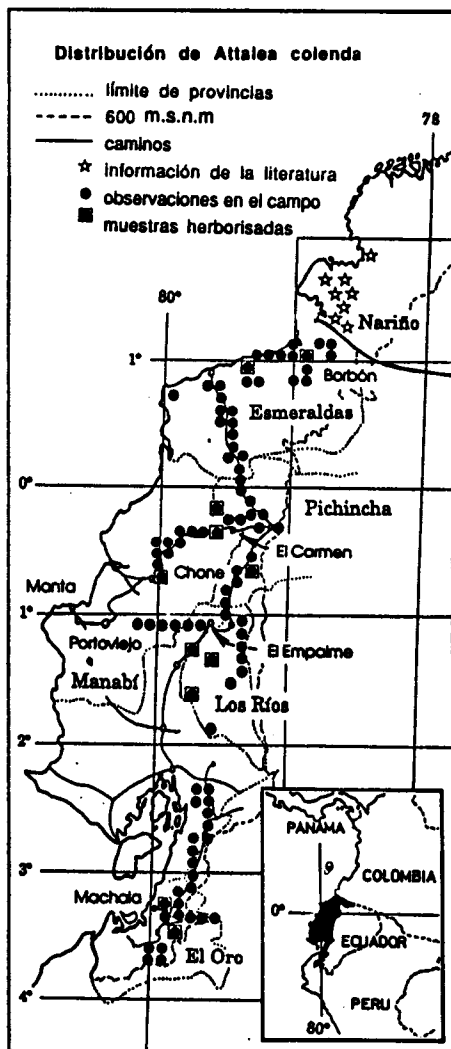 Distribución de Attalea colenda
límite de provincias
600 m.s.n.m
caminos
información de la literatura
observaciones en el campo
muestras herborisadas
78
80°
Nariño
1°
Borbón
Esmeraldas
0°
Pichincha
El Carmen
Chone
Manta
1°
Portoviejo
El Empalme
Manabí
Los Ríos
2°
PANAMA
COLOMBIA
3°
0°
Machala
ECUADOR
El Oro
PERU
4°
80°